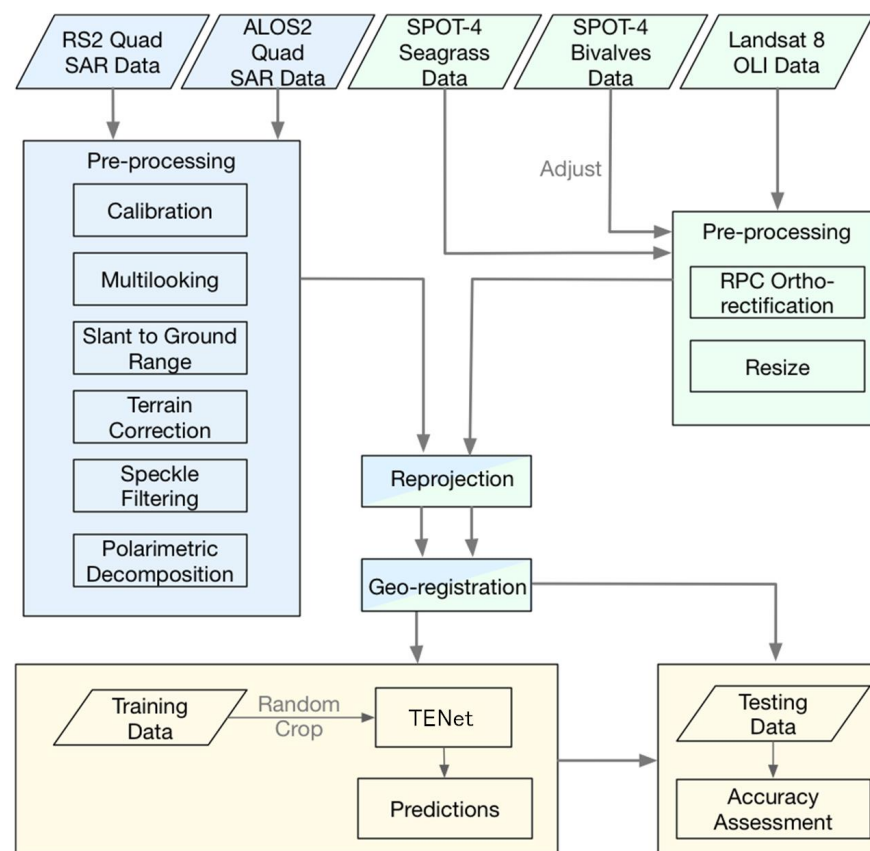 RS2 Quad
SAR Data
ALOS2
Quad
SAR Data
SPOT-4
Seagrass
Data
SPOT-4
Bivalves
Data
Landsat 8
OLI Data
Pre-processing
Calibration
Multilooking
Slant to Ground
Range
Terrain
Correction
Speckle
Filtering
Polarimetric
Decomposition
Adjust
Pre-processing
RPC Ortho-
rectification
Resize
Reprojection
Geo-registration
Training
Data
Random
Crop
TENet
Predictions
Testing
Data
Accuracy
Assessment